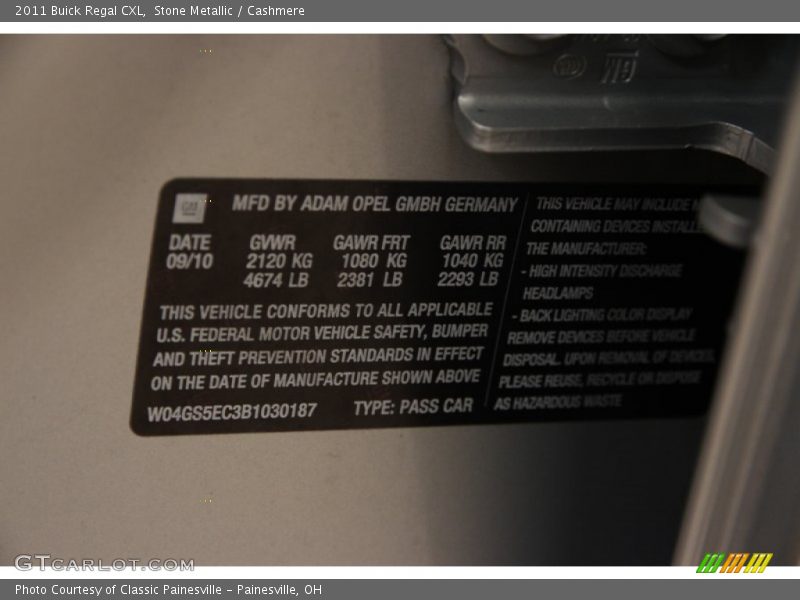 2011 Buick Regal CXL, Stone Metallic / Cashmere
GM
GM
MFD BY ADAM OPEL GMBH GERMANY
DATE GVWR GAWR FRT GAWR RR
09/10 2120 KG 1080 KG 1040 KG
4674 LB 2381 LB 2293 LB
THIS VEHICLE CONFORMS TO ALL APPLICABLE
U.S. FEDERAL MOTOR VEHICLE SAFETY, BUMPER
AND THEFT PREVENTION STANDARDS IN EFFECT
ON THE DATE OF MANUFACTURE SHOWN ABOVE
W04GS5EC3B1030187 TYPE: PASS CAR
THIS VEHICLE MAY INCLUDE
CONTAINING DEVICES
THE MANUFACTURER:
- HIGH INTENSITY DISCHARGE
HEADLAMPS
- BACK LIGHTING COLOR DISPLAY
REMOVE DEVICES BEFORE VEHICLE
DISPOSAL. UPON REMOVAL OF DEVICES,
PLEASE REUSE, RECYCLE OR DISPOSE
AS HAZARDOUS WASTE
GTcarlot.com
Photo Courtesy of Classic Painesville - Painesville, OH